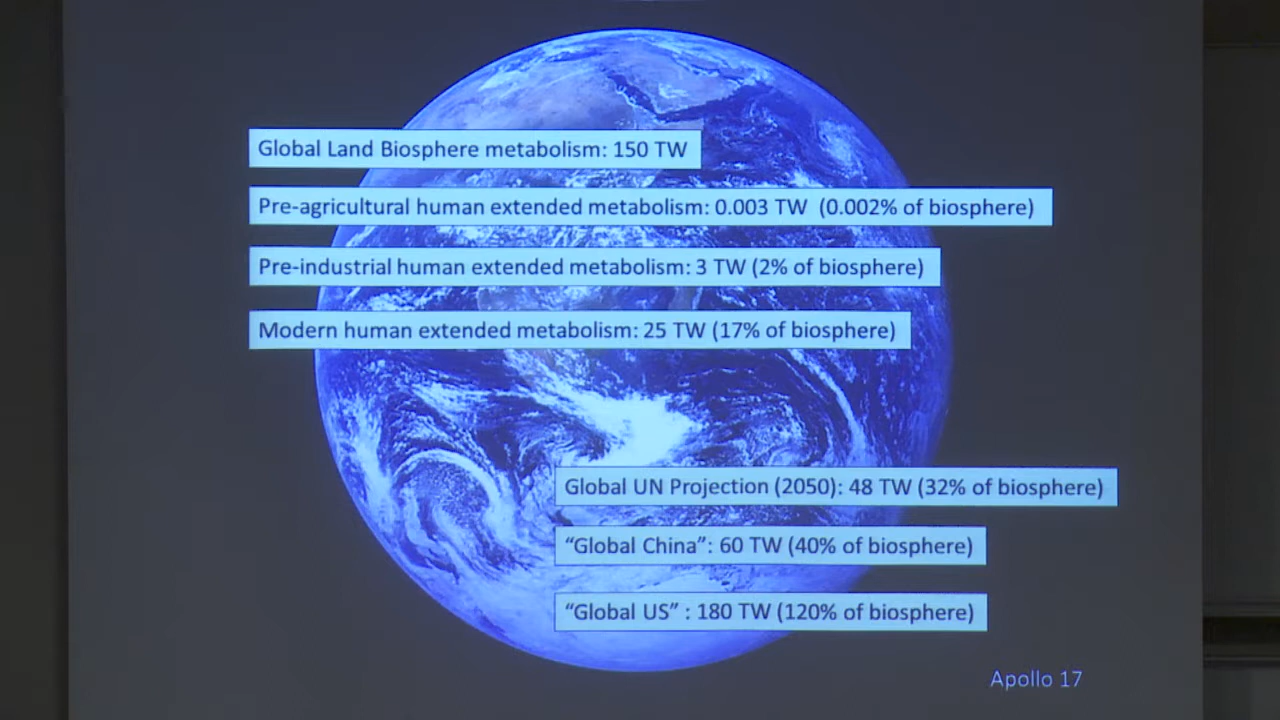 Global Land Biosphere metabolism: 150 TW
Pre-agricultural human extended metabolism: 0.003 TW (0.002% of biosphere)
Pre-industrial human extended metabolism: 3 TW (2% of biosphere)
Modern human extended metabolism: 25 TW (17% of biosphere)
Global UN Projection (2050): 48 TW (32% of biosphere)
“Global China”: 60 TW (40% of biosphere)
“Global US” : 180 TW (120% of biosphere)
Apollo 17